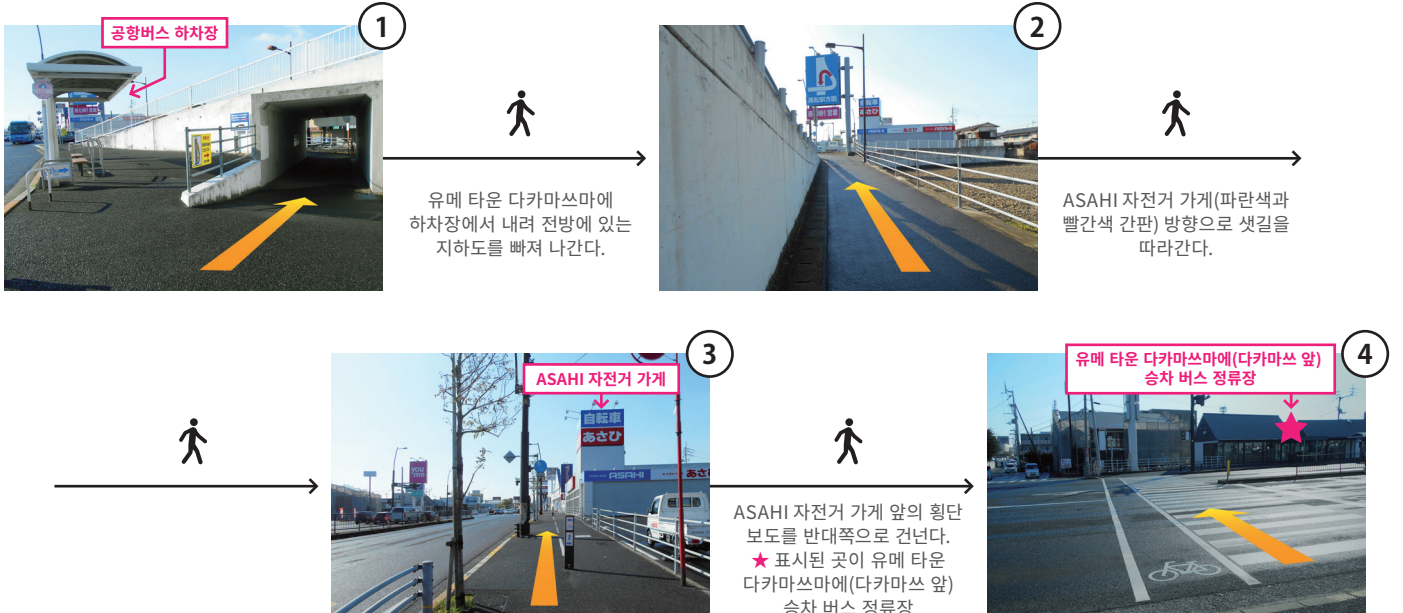 공항버스 하차장
1
유메 타운 다카마쓰마에
하차장에서 내려 전방에 있는
지하도를 빠져 나간다.
2
ASAHI 자전거 가게(파란색과
빨간색 간판) 방향으로 샛길을
따라간다.
3
ASAHI 자전거 가게
自転車
あさひ
you
me
ASAHI
あさ
ASAHI 자전거 가게 앞의 횡단
보도를 반대쪽으로 건넌다.
★ 표시된 곳이 유메 타운
다카마쓰마에(다카마쓰 앞)
승차 버스 정류장
4
유메 타운 다카마쓰마에(다카마쓰 앞)
승차 버스 정류장